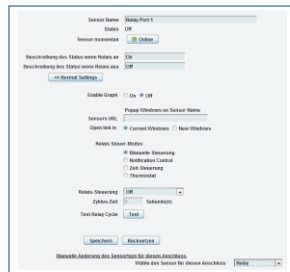 Sensor Name Relay Port 1
Status Off
Sensor momentan Online
Beschreibung des Status wenn Relais an On
Beschreibung des Status wenn Relais aus Off
<< Normal Settings
Enable Graph On Off
Popup Windows on Sensor Name
Sensors URL
Open link in Current Windows New Windows
Relais Steuer-Modes
Manuelle Steuerung
Notification Control
Zeit-Steuerung
Thermostat
Relais-Steuerung Off
Zyklus-Zeit 5 Sekunde(n)
Test Relay Cycle Test
Speichern Rücksetzen
Manuelle Änderung des Sensortyps für diesen Anschluss.
Wähle den Sensor für diesen Anschluss Relay